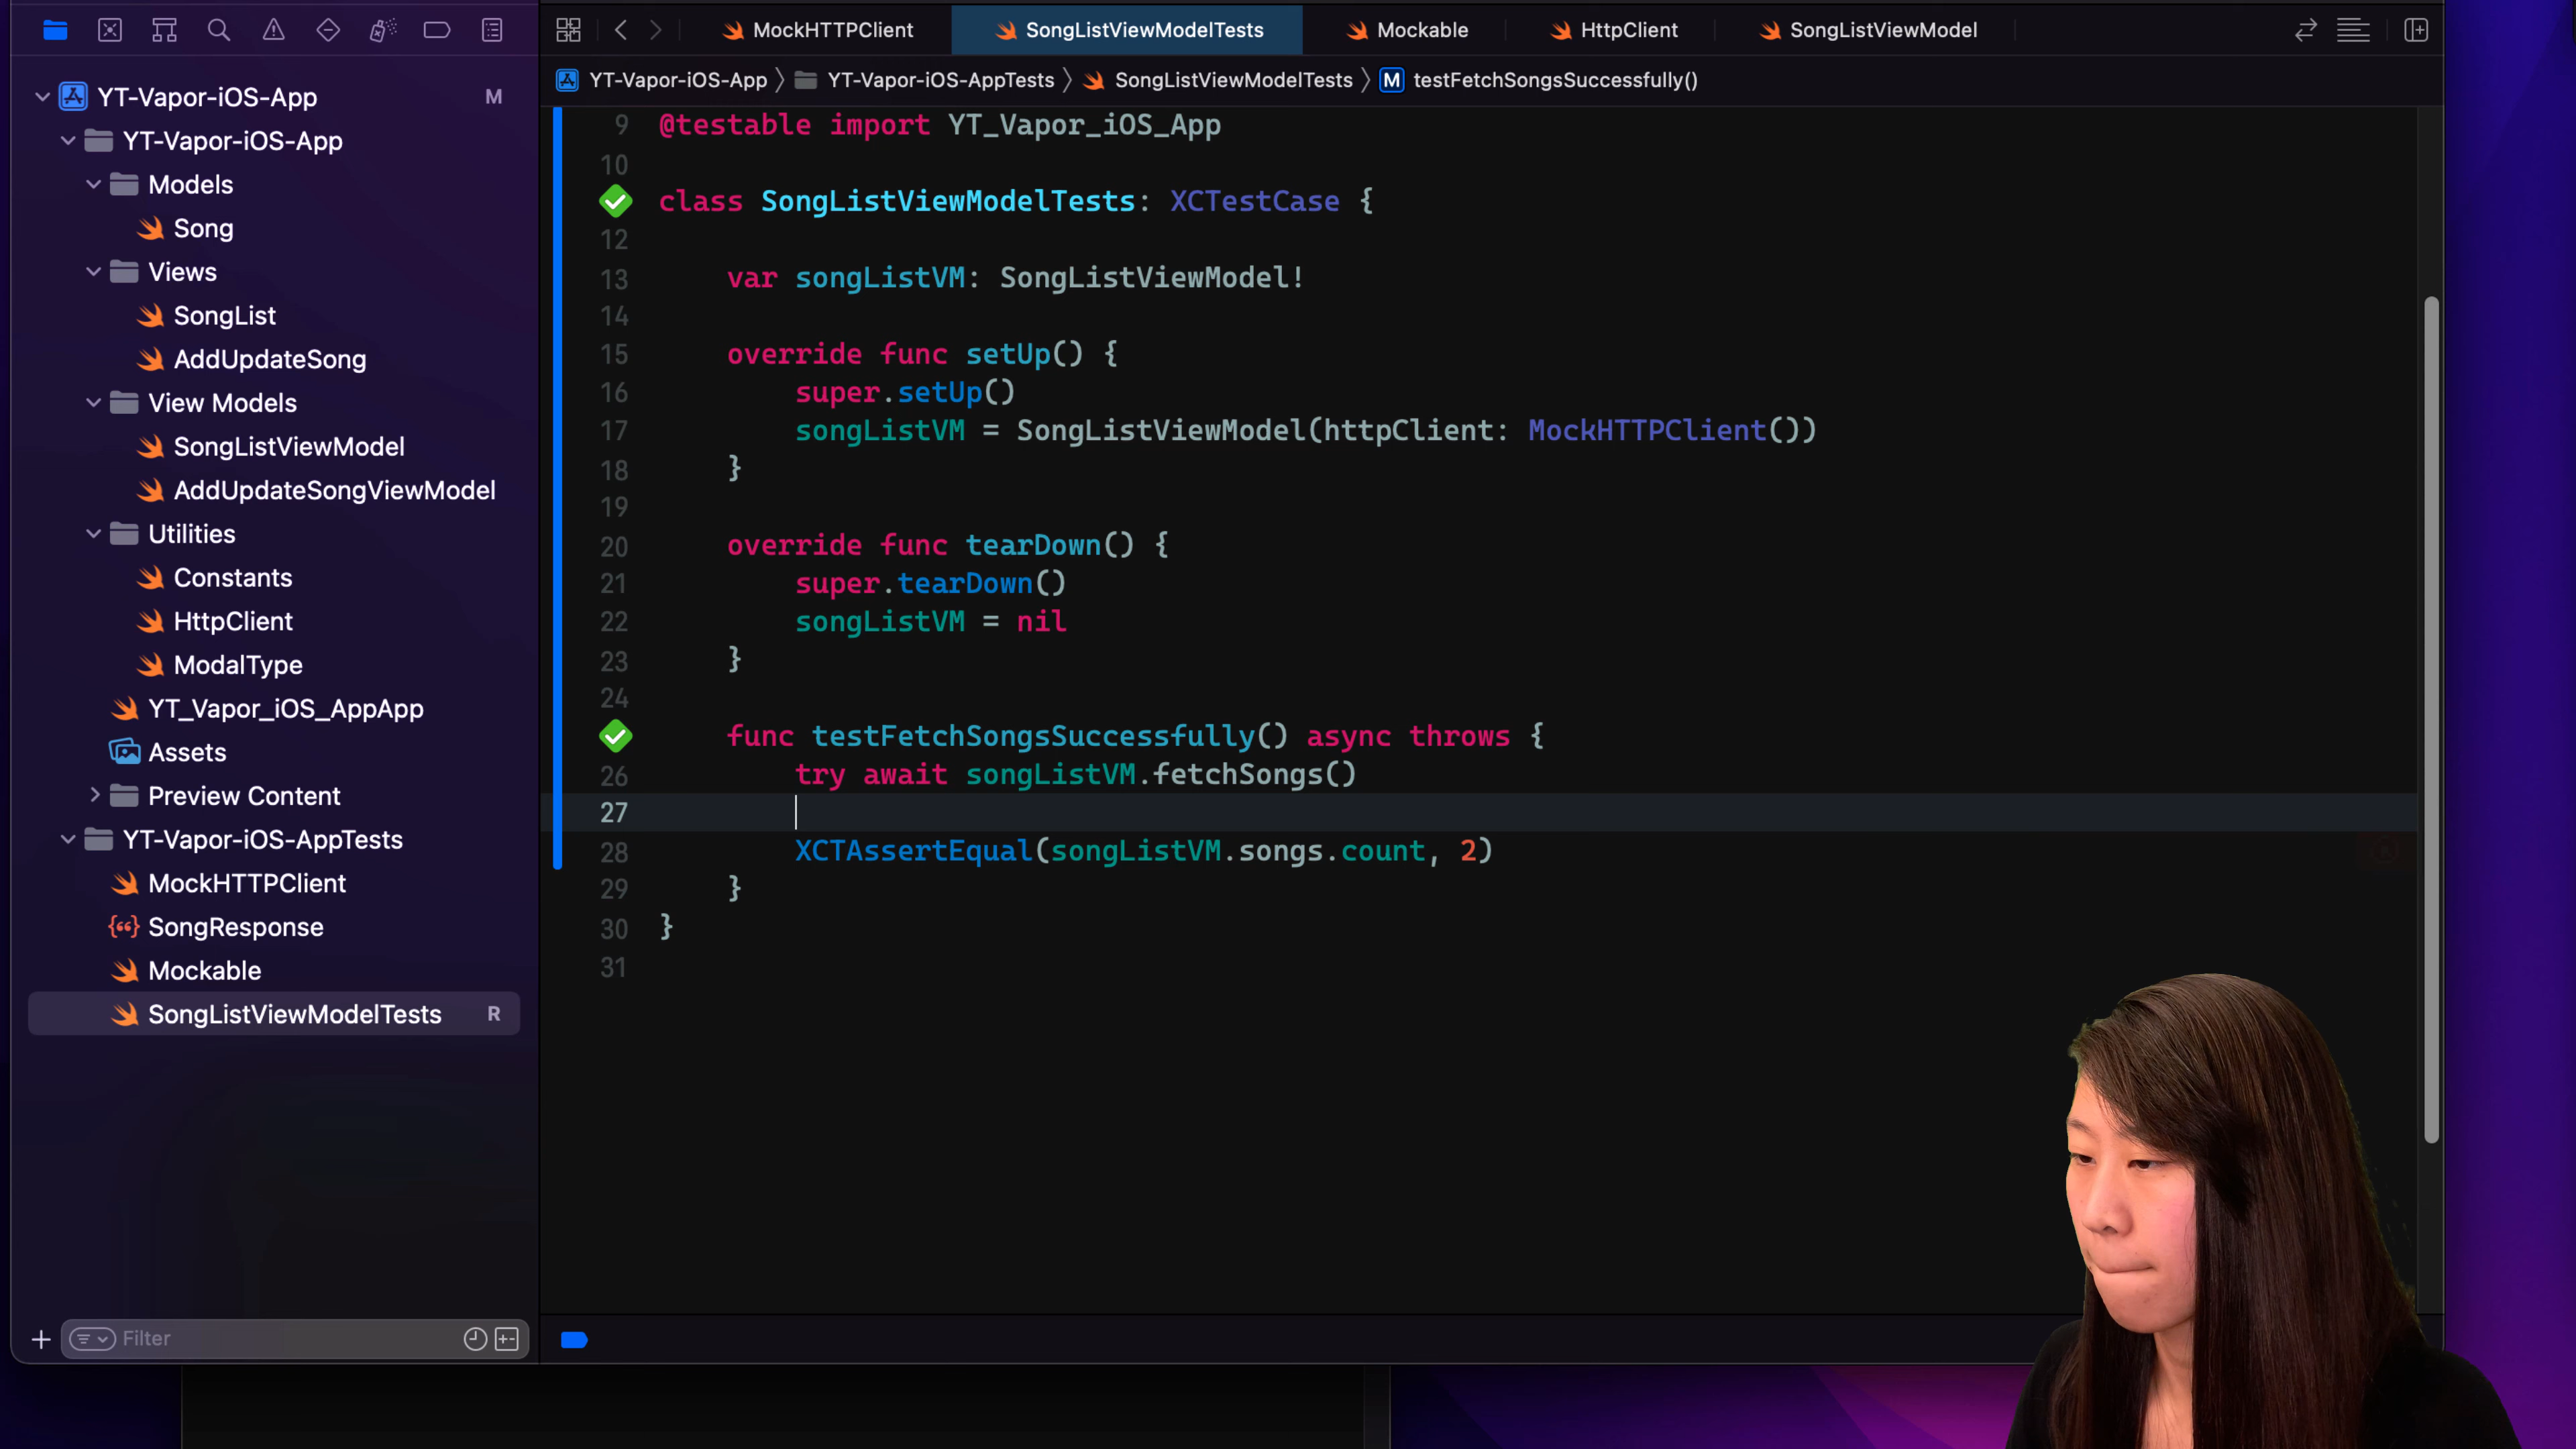 MockHTTPClient
SongListViewModelTests
Mockable
HttpClient
SongListViewModel
YT-Vapor-iOS-App
YT-Vapor-iOS-AppTests
SongListViewModelTests
M
testFetchSongsSuccessfully()
YT-Vapor-iOS-App
M
YT-Vapor-iOS-App
Models
Song
Views
SongList
AddUpdateSong
View Models
SongListViewModel
AddUpdateSongViewModel
Utilities
Constants
HttpClient
ModalType
YT_Vapor_iOS_AppApp
Assets
Preview Content
YT-Vapor-iOS-AppTests
MockHTTPClient
SongResponse
Mockable
SongListViewModelTests
R
Filter
9 @testable import YT_Vapor_iOS_App
10
class SongListViewModelTests: XCTestCase {
12
13 var songListVM: SongListViewModel!
14
15 override func setUp() {
16 super.setUp()
17 songListVM = SongListViewModel(httpClient: MockHTTPClient())
18 }
19
20 override func tearDown() {
21 super.tearDown()
22 songListVM = nil
23 }
24
func testFetchSongsSuccessfully() async throws {
26 try await songListVM.fetchSongs()
27
28 XCTAssertEqual(songListVM.songs.count, 2)
29 }
30 }
31